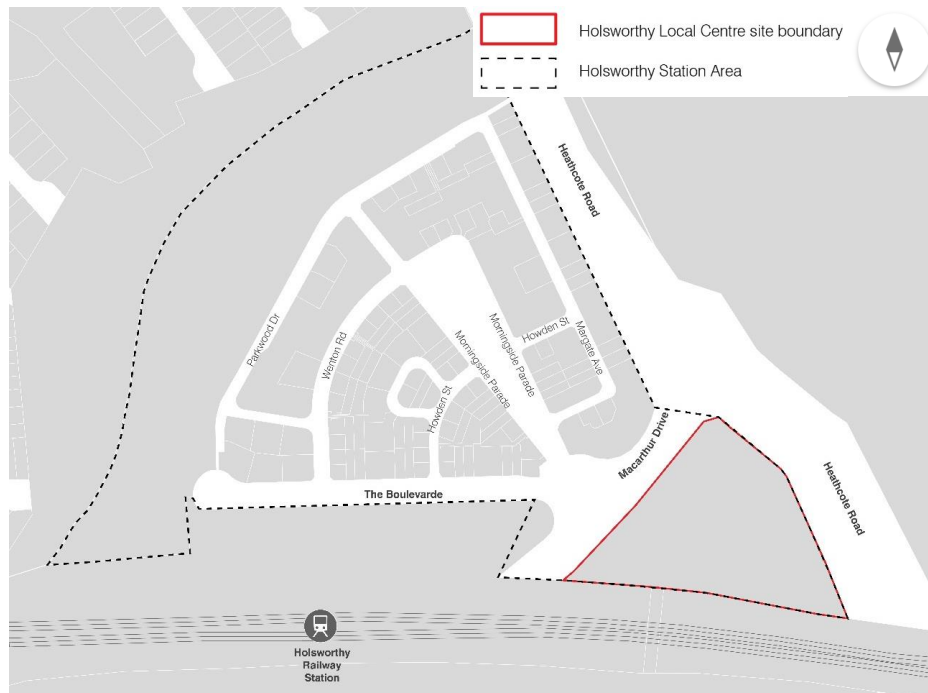 Holsworthy Local Centre site boundary
Holsworthy Station Area
Heathcote Road
Parkwood Dr
Wenton Rd
Morningside Parade
Morningside Parade
Howden St
Margate Ave
Howden St
Macarthur Drive
The Boulevarde
Heathcote Road
Holsworthy
Railway
Station